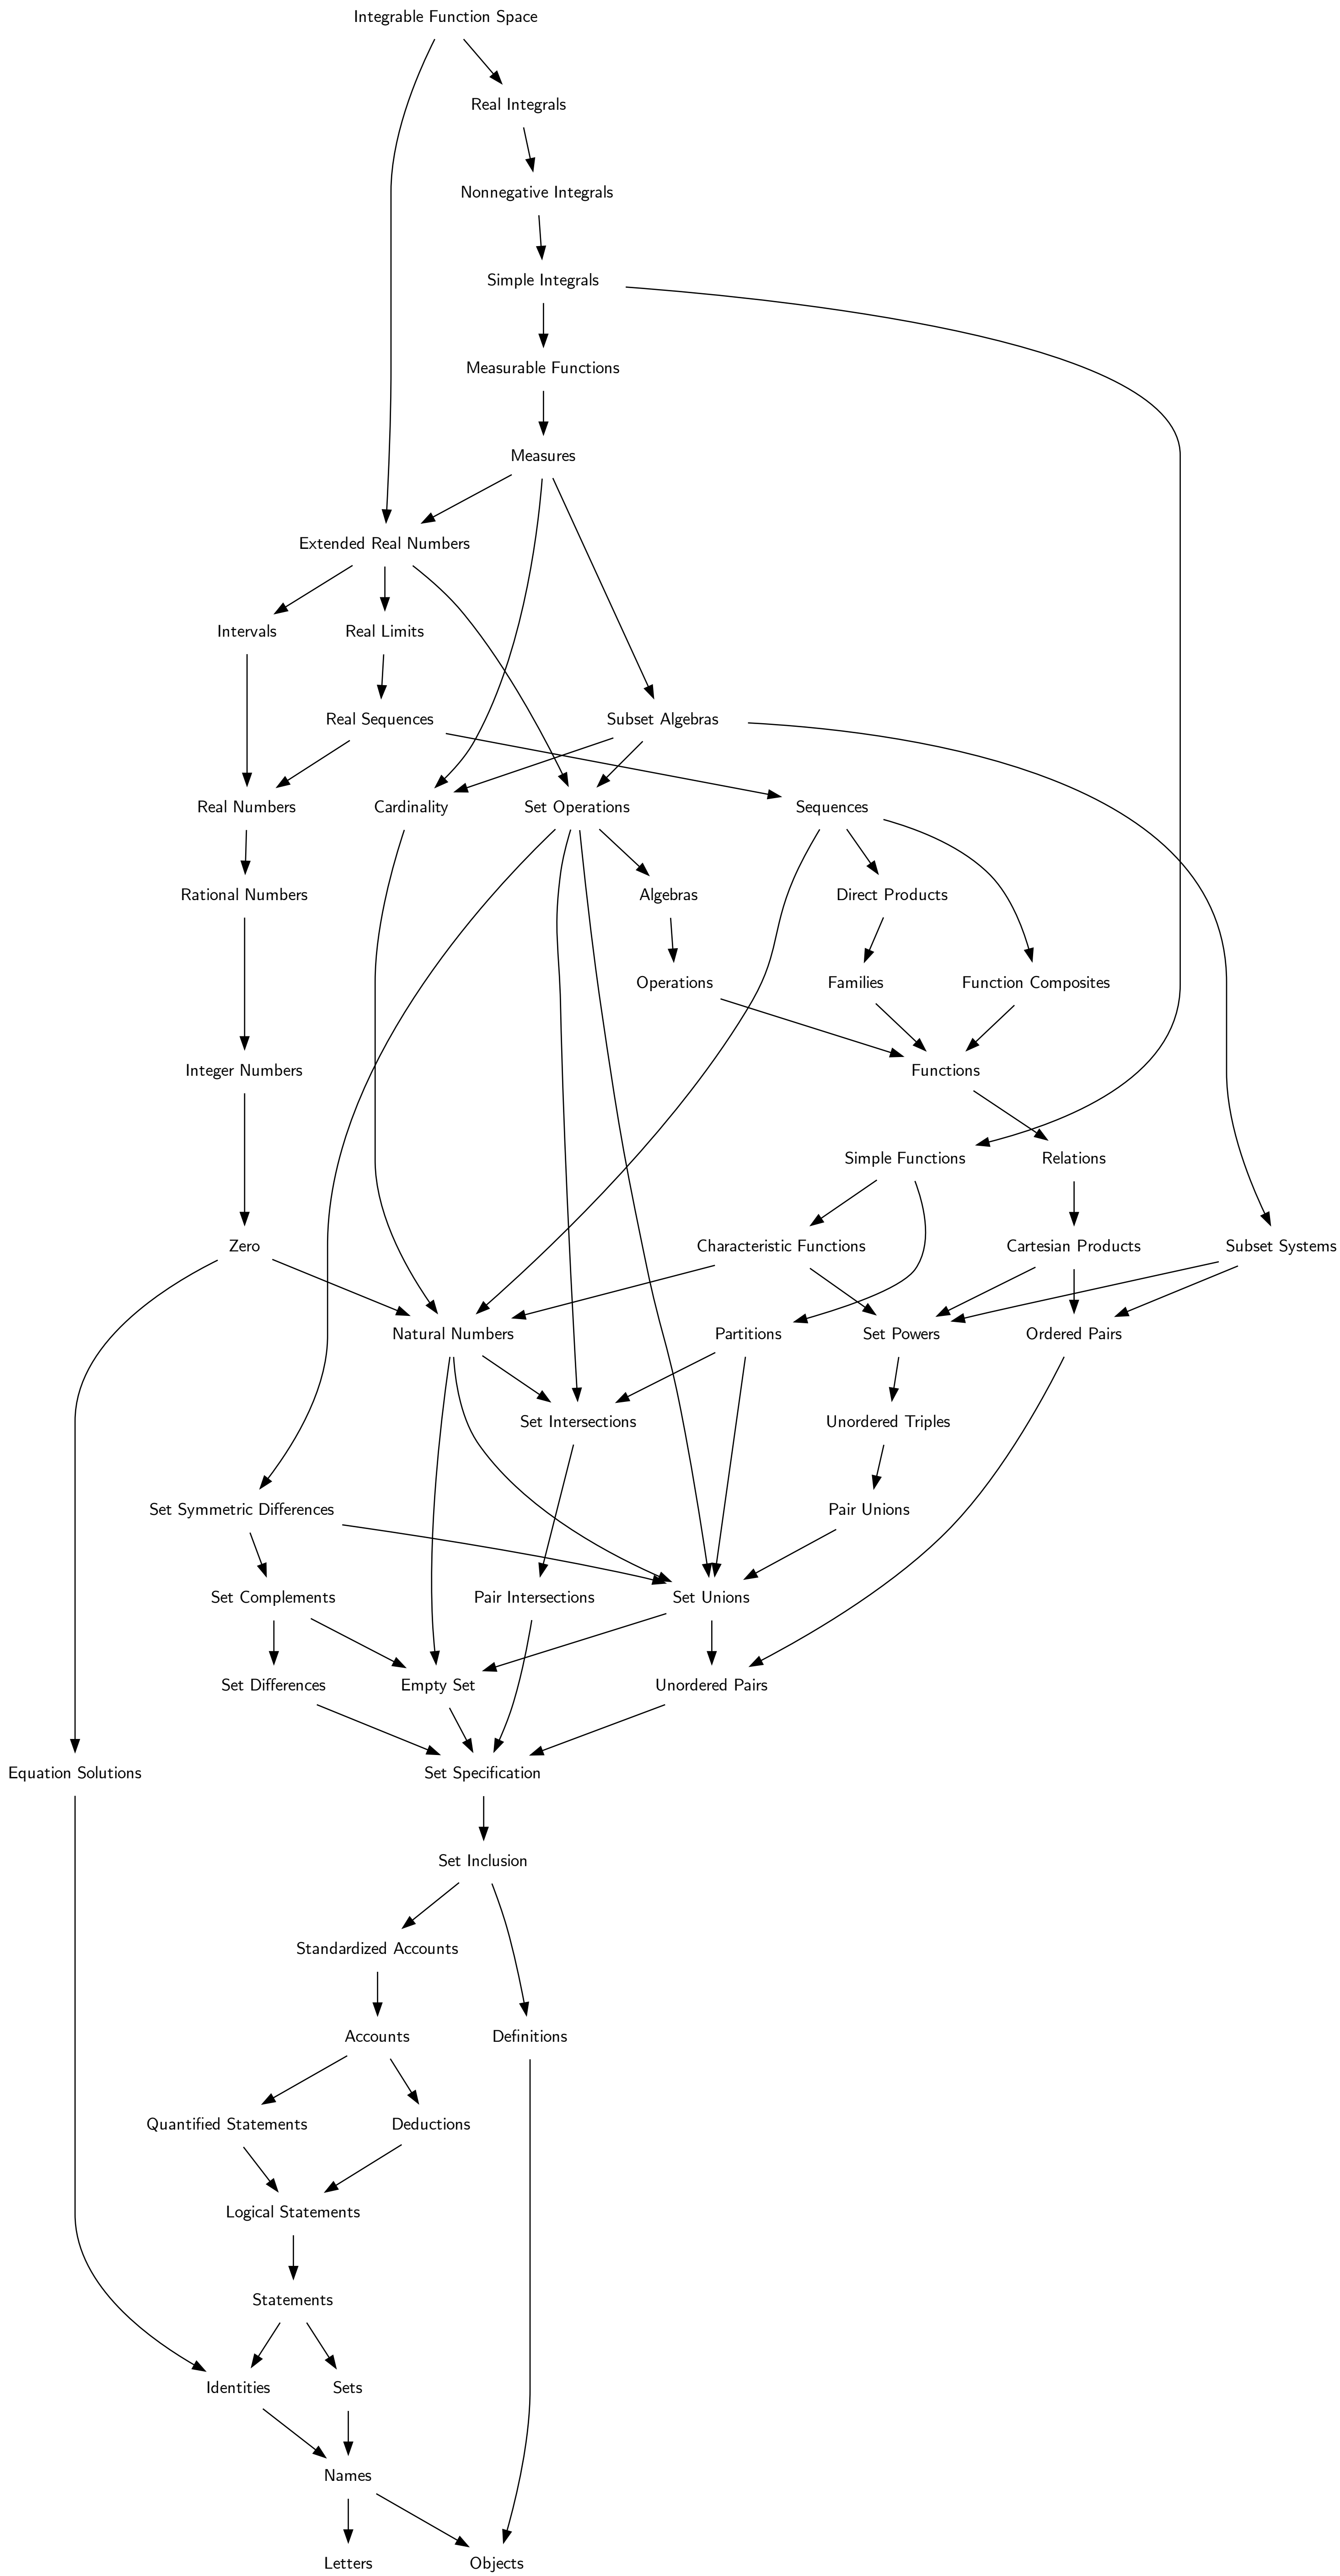 Integrable Function Space
Real Integrals
Nonnegative Integrals
Simple Integrals
Measurable Functions
Measures
Extended Real Numbers
Intervals
Real Limits
Real Sequences
Subset Algebras
Real Numbers
Cardinality
Set Operations
Sequences
Rational Numbers
Algebras
Direct Products
Operations
Families
Function Composites
Integer Numbers
Functions
Simple Functions
Relations
Zero
Characteristic Functions
Cartesian Products
Subset Systems
Natural Numbers
Partitions
Set Powers
Ordered Pairs
Set Intersections
Unordered Triples
Set Symmetric Differences
Pair Unions
Set Complements
Pair Intersections
Set Unions
Set Differences
Empty Set
Unordered Pairs
Equation Solutions
Set Specification
Set Inclusion
Standardized Accounts
Accounts
Definitions
Quantified Statements
Deductions
Logical Statements
Statements
Identities
Sets
Names
Letters
Objects